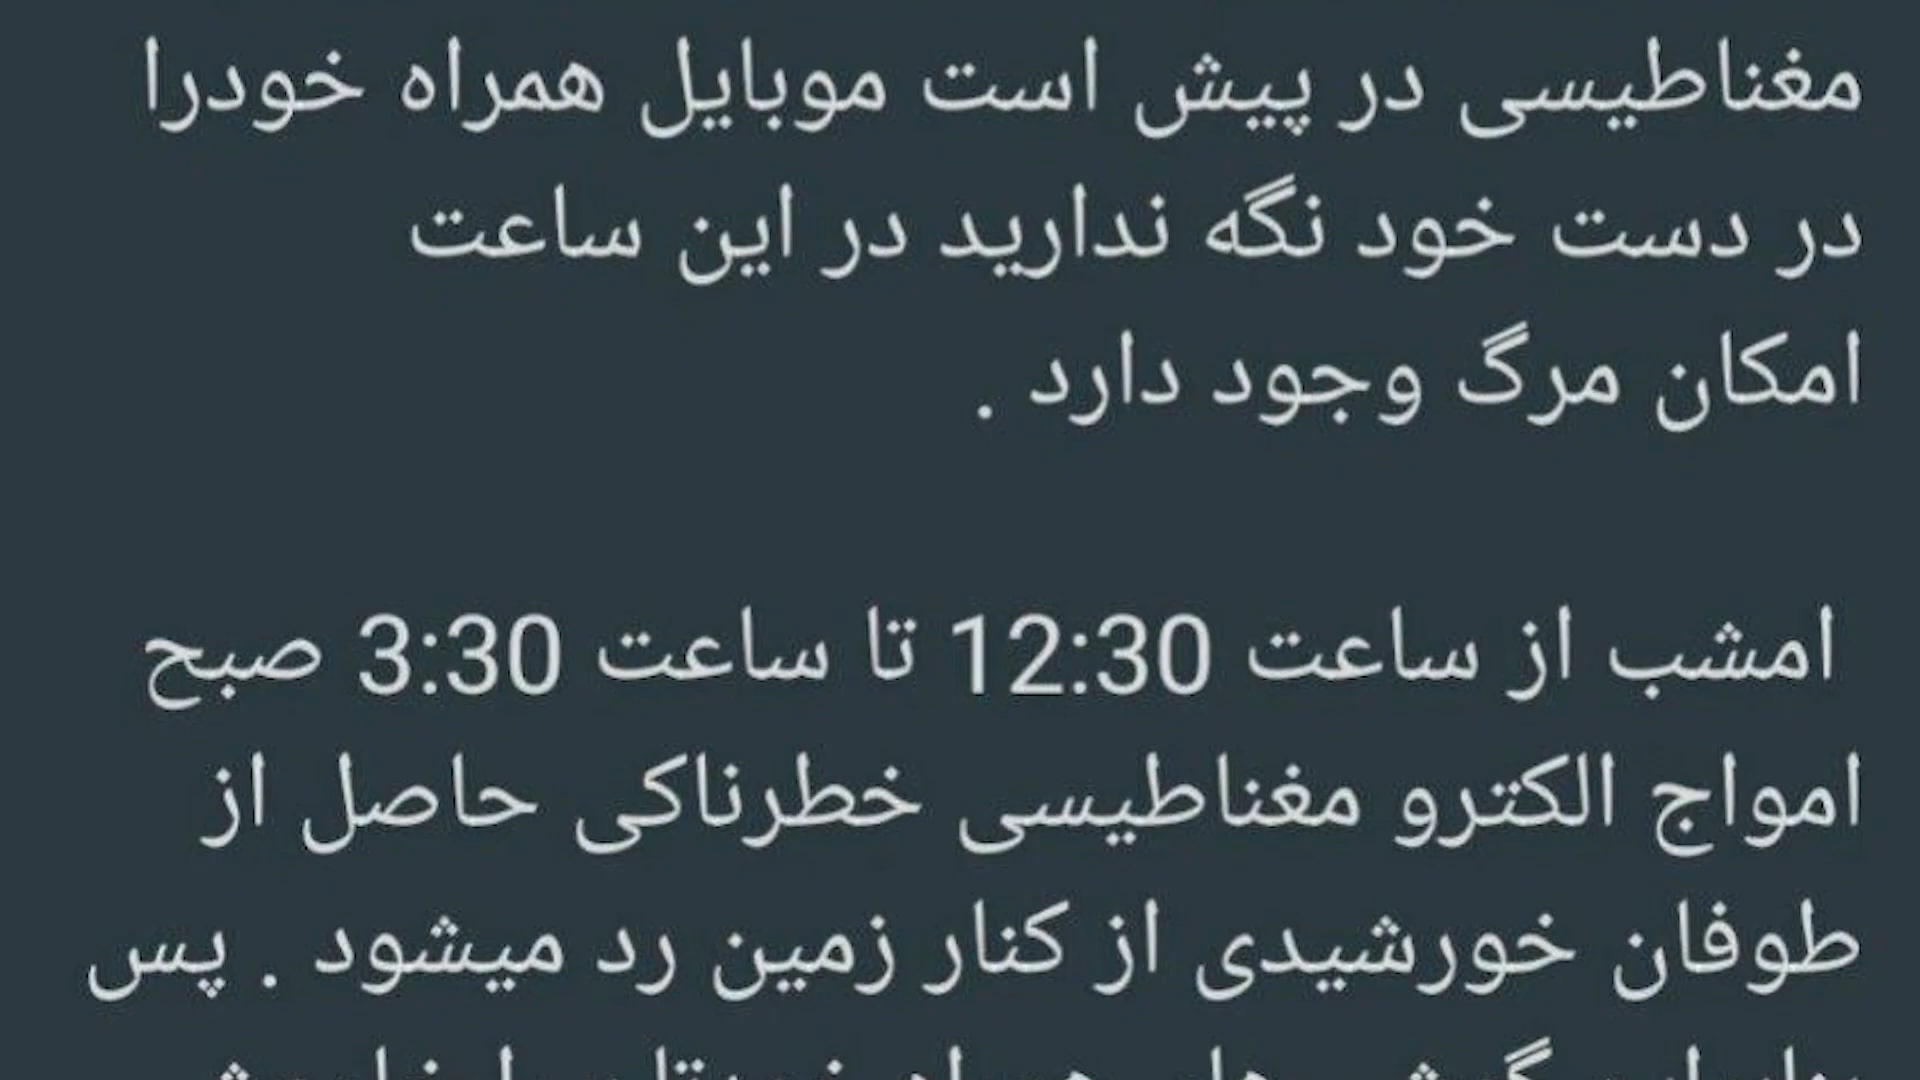 مغناطیسی در پیش است موبایل همراه خودرا
در دست خود نگه ندارید در این ساعت
امکان مرگ وجود دارد .
امشب از ساعت 12:30 تا ساعت 3:30 صبح
امواج الکترو مغناطیسی خطرناکی حاصل از
طوفان خورشیدی از کنار زمین رد میشود . پس